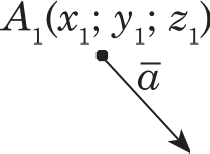 A₁(x₁; y₁; z₁)
a̅